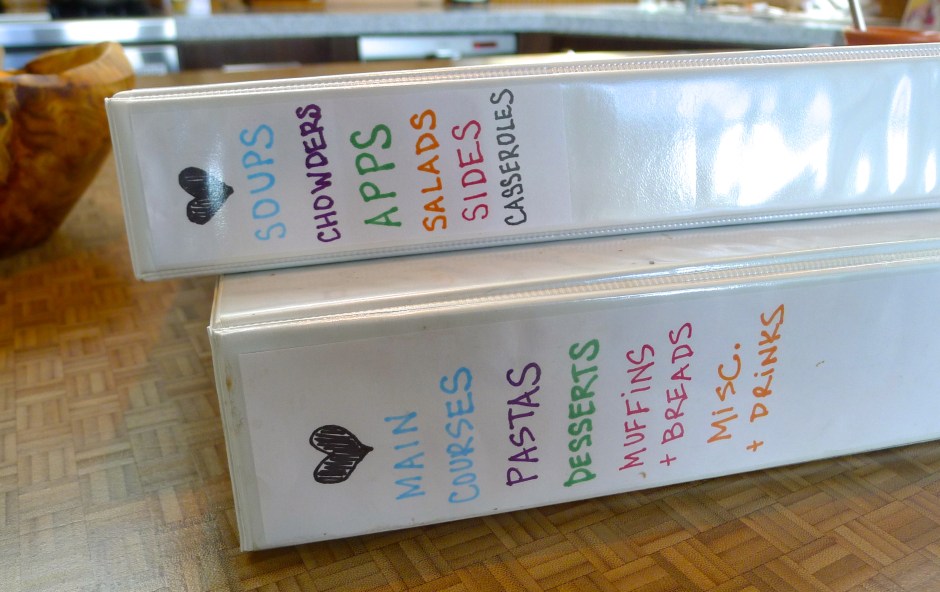 SOUPS
CHOWDERS
APPS
SALADS
SIDES
CASSEROLES
MAIN
COURSES
PASTAS
DESSERTS
MUFFINS
+ BREADS
MISC.
+ DRINKS